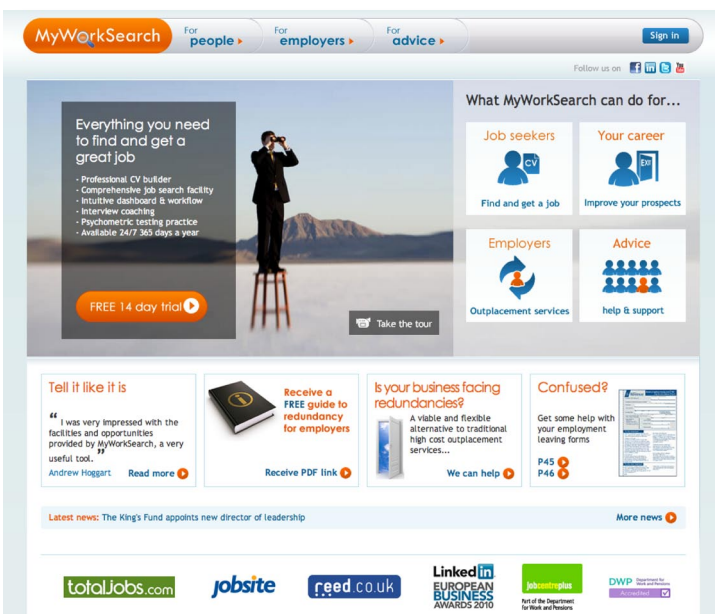 MyWorkSearch
For people
For employers
For advice
Sign in
Follow us on
Everything you need
to find and get a
great job
- Professional CV builder
- Comprehensive job search facility
- Intuitive dashboard & workflow
- Interview coaching
- Psychometric testing practice
- Available 24/7 365 days a year
FREE 14 day trial
Take the tour
What MyWorkSearch can do for...
Job seekers
CV
Find and get a job
Your career
EXIT
Improve your prospects
Employers
Outplacement services
Advice
help & support
Tell it like it is
“ I was very impressed with the
facilities and opportunities
provided by MyWorkSearch, a very
useful tool. ”
Andrew Hoggart
Read more
Receive a
FREE guide to
redundancy
for employers
Receive PDF link
Is your business facing
redundancies?
A viable and flexible
alternative to traditional
high cost outplacement
services...
We can help
Confused?
Get some help with
your employment
leaving forms
P45
P46
Latest news: The King's Fund appoints new director of leadership
More news
totaljobs.com
jobsite
reed.co.uk
Linked in
EUROPEAN
BUSINESS
AWARDS 2010
jobcentreplus
Part of the Department
for Work and Pensions
DWP Department for
Work and Pensions
Accredited